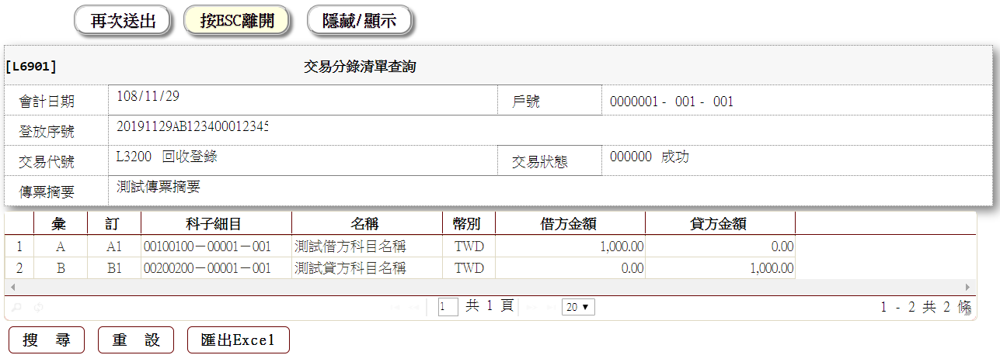 再次送出 按ESC離開 隱藏/顯示
[L6901] 交易分錄清單查詢
會計日期 108/11/29 戶號 0000001 - 001 - 001
登放序號 20191129AB123400012345
交易代號 L3200 回收登錄 交易狀態 000000 成功
傳票摘要 測試傳票摘要
彙 訂 科子細目 名稱 幣別 借方金額 貸方金額
1 A A1 00100100－00001－001 測試借方科目名稱 TWD 1,000.00 0.00
2 B B1 00200200－00001－001 測試貸方科目名稱 TWD 0.00 1,000.00
1 共 1 頁 20 1 - 2 共 2 條
搜 尋 重 設 匯出Excel